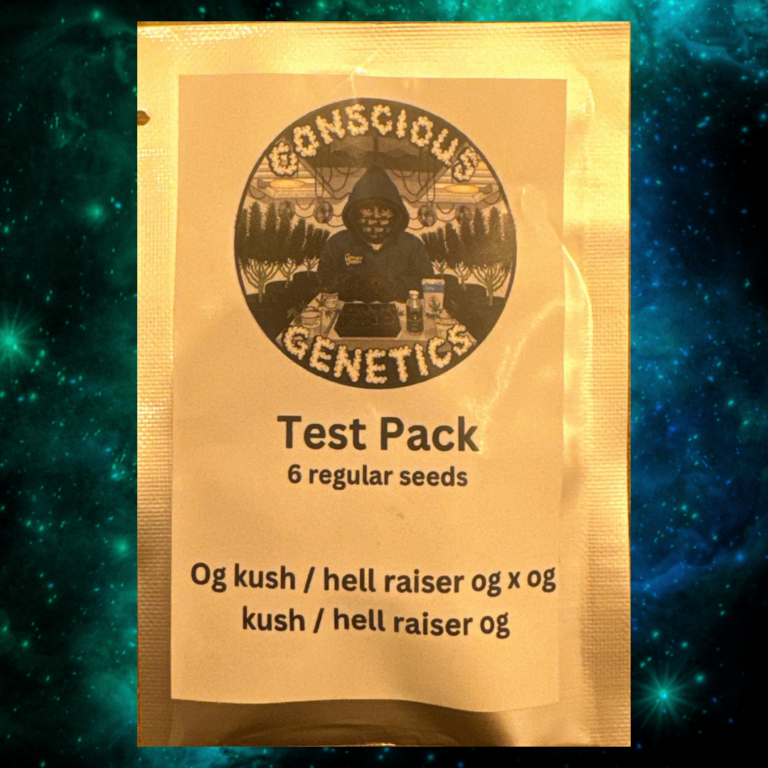 CONSCIOUS
GENETICS
Test Pack
6 regular seeds
Og kush / hell raiser og x og
kush / hell raiser og